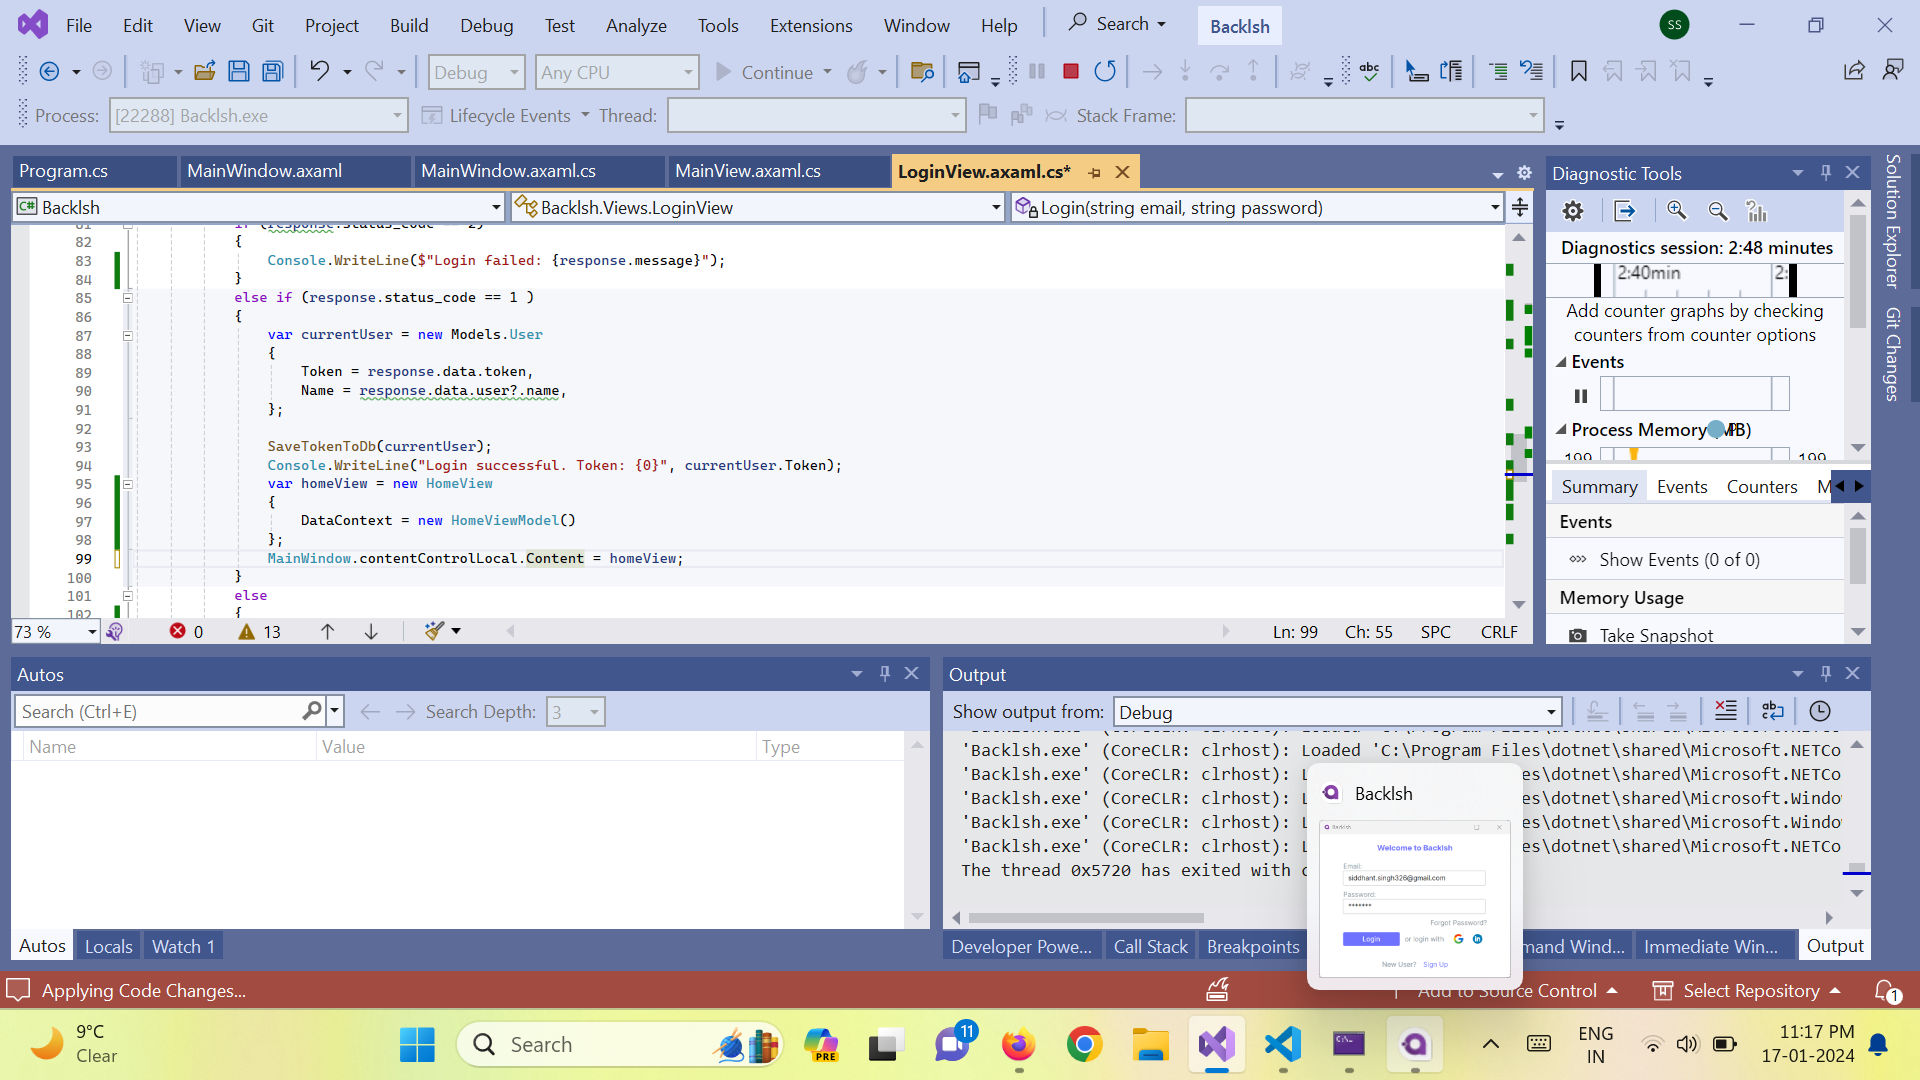 File Edit View Git Project Build Debug Test Analyze Tools Extensions Window Help Search Backlsh SS
Debug Any CPU Continue abc
Process: [22288] Backlsh.exe Lifecycle Events Thread: Stack Frame:
Program.cs MainWindow.axaml MainWindow.axaml.cs MainView.axaml.cs LoginView.axaml.cs*
C# Backlsh Backlsh.Views.LoginView Login(string email, string password)
81 if (response.status_code == 2)
82 {
83 Console.WriteLine($"Login failed: {response.message}");
84 }
85 else if (response.status_code == 1 )
86 {
87 var currentUser = new Models.User
88 {
89 Token = response.data.token,
90 Name = response.data.user?.name,
91 };
92
93 SaveTokenToDb(currentUser);
94 Console.WriteLine("Login successful. Token: {0}", currentUser.Token);
95 var homeView = new HomeView
96 {
97 DataContext = new HomeViewModel()
98 };
99 MainWindow.contentControlLocal.Content = homeView;
100 }
101 else
102 {
73 % 0 13 Ln: 99 Ch: 55 SPC CRLF
Diagnostic Tools
Diagnostics session: 2:48 minutes
2:40min 2:
Add counter graphs by checking
counters from counter options
Events
Process Memory (MB)
199 199
Summary Events Counters M
Events
Show Events (0 of 0)
Memory Usage
Take Snapshot
Solution Explorer
Git Changes
Autos
Search (Ctrl+E) Search Depth: 3
Name Value Type
Autos Locals Watch 1
Output
Show output from: Debug
'Backlsh.exe' (CoreCLR: clrhost): Loaded 'C:\Program Files\dotnet\shared\Microsoft.NETCo
'Backlsh.exe' (CoreCLR: clrhost): L es\dotnet\shared\Microsoft.NETCo
'Backlsh.exe' (CoreCLR: clrhost): L es\dotnet\shared\Microsoft.Windo
'Backlsh.exe' (CoreCLR: clrhost): L es\dotnet\shared\Microsoft.Windo
'Backlsh.exe' (CoreCLR: clrhost): L es\dotnet\shared\Microsoft.NETCo
The thread 0x5720 has exited with c
Developer Powe... Call Stack Breakpoints mand Wind... Immediate Win... Output
Backlsh
Backlsh
Welcome to Backlsh
Email:
siddhant.singh326@gmail.com
Password:
*******
Forgot Password?
Login or login with G in
New User? Sign Up
Applying Code Changes... Add to Source Control Select Repository 1
9°C
Clear
Search PRE 11
ENG
IN
11:17 PM
17-01-2024